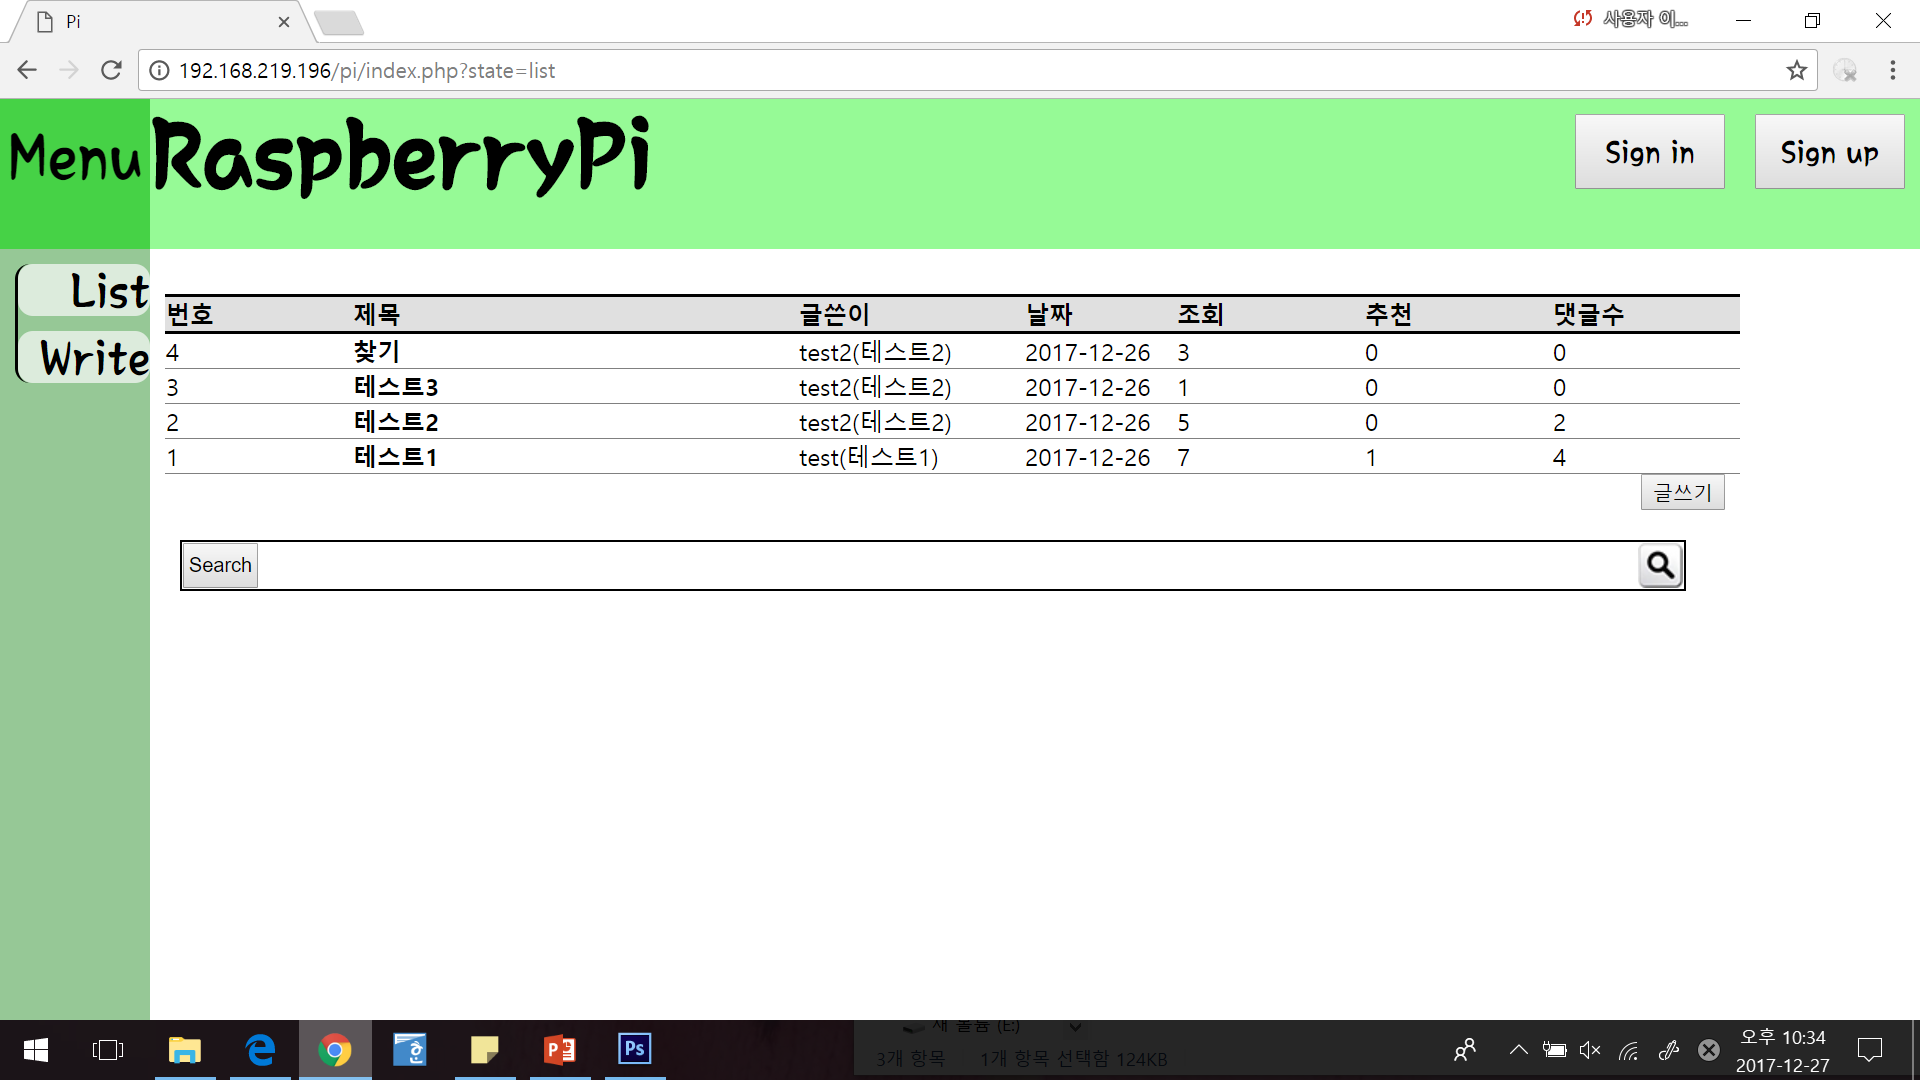 Pi
사용자 이...
192.168.219.196/pi/index.php?state=list
Menu
RaspberryPi
Sign in
Sign up
List
Write
번호 제목 글쓴이 날짜 조회 추천 댓글수
4 찾기 test2(테스트2) 2017-12-26 3 0 0
3 테스트3 test2(테스트2) 2017-12-26 1 0 0
2 테스트2 test2(테스트2) 2017-12-26 5 0 2
1 테스트1 test(테스트1) 2017-12-26 7 1 4
글쓰기
Search
새 볼륨 (E:)
3개 항목 1개 항목 선택함 124KB
Ps
오후 10:34
2017-12-27